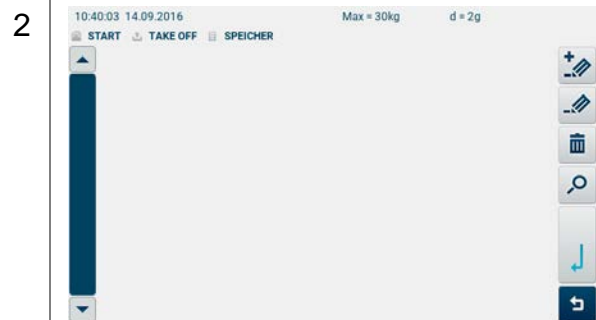 2
10:40:03 14.09.2016 Max = 30kg d = 2g
START TAKE OFF SPEICHER